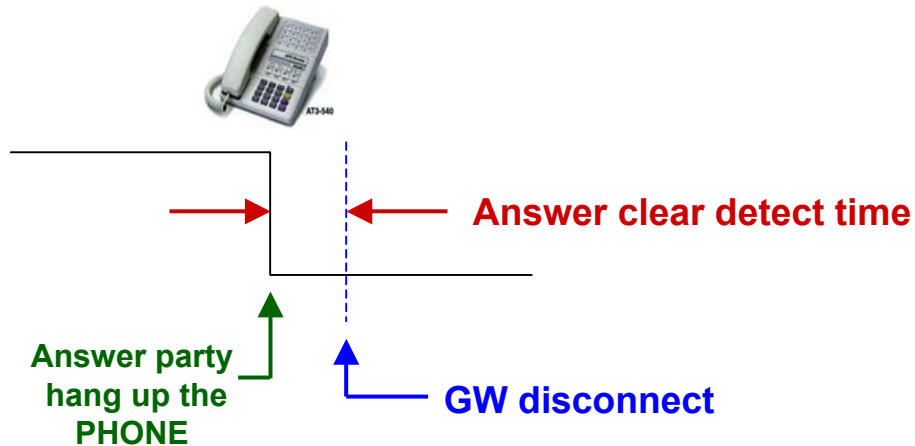 AT3-540
Answer clear detect time
Answer party
hang up the
PHONE
GW disconnect